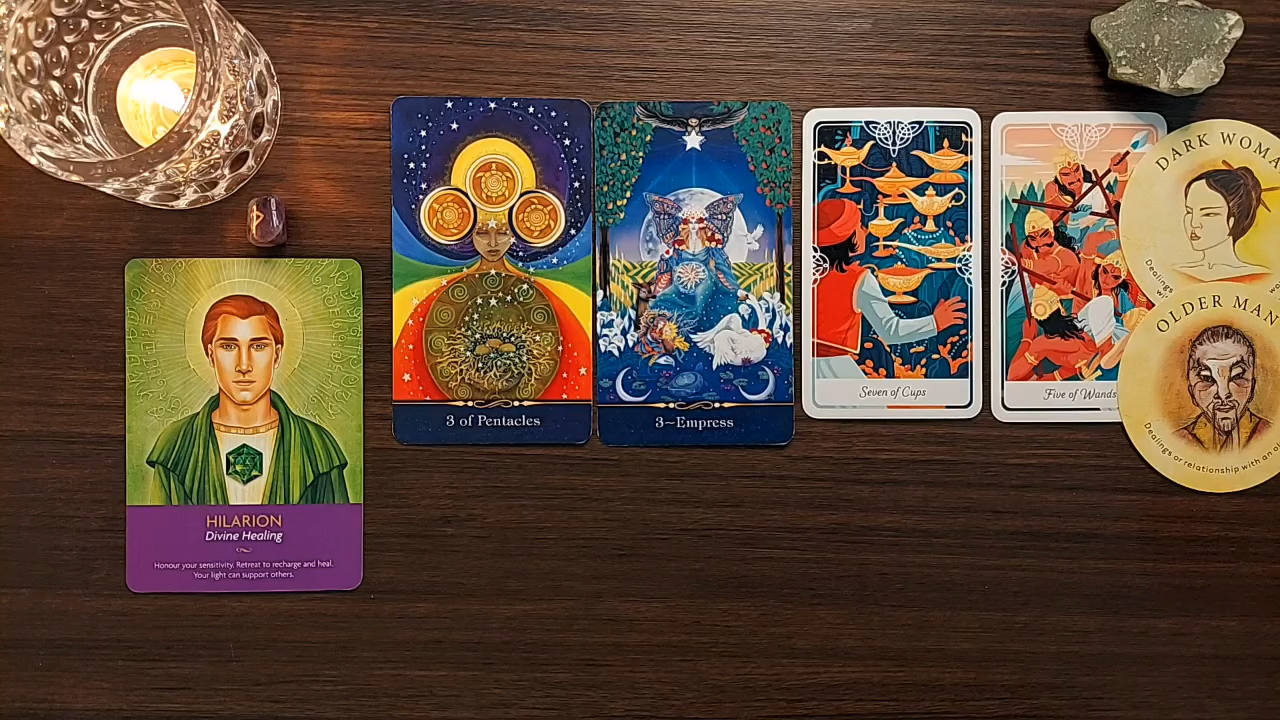 HILARION
Divine Healing
Honour your sensitivity. Retreat to recharge and heal.
Your light can support others.
3 of Pentacles
3~Empress
Seven of Cups
Five of Wands
DARK WOMA
Dealings
OLDER MAN
Dealings or relationship with an